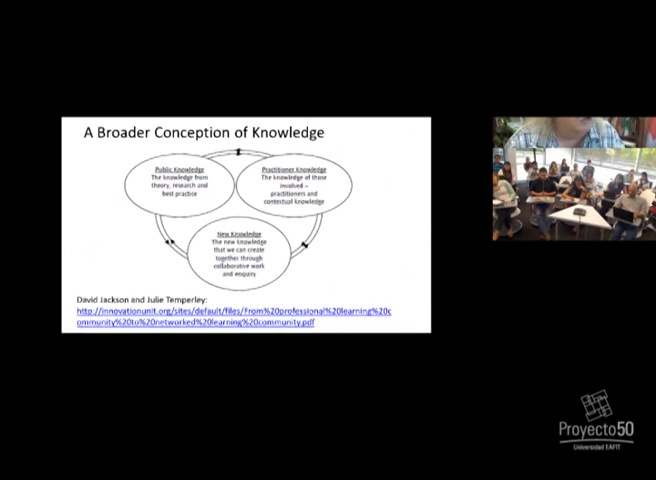 A Broader Conception of Knowledge
Public Knowledge
The knowledge from
theory, research and
best practice
Practitioner Knowledge
The knowledge of those
involved –
practitioners and
contextual knowledge
New Knowledge
The new knowledge
that we can create
together through
collaborative work
and enquiry
David Jackson and Julie Temperley:
http://innovationunit.org/sites/default/files/From%20professional%20learning%20c
ommunity%20to%20networked%20learning%20community.pdf
Proyecto50
Universidad EAFIT